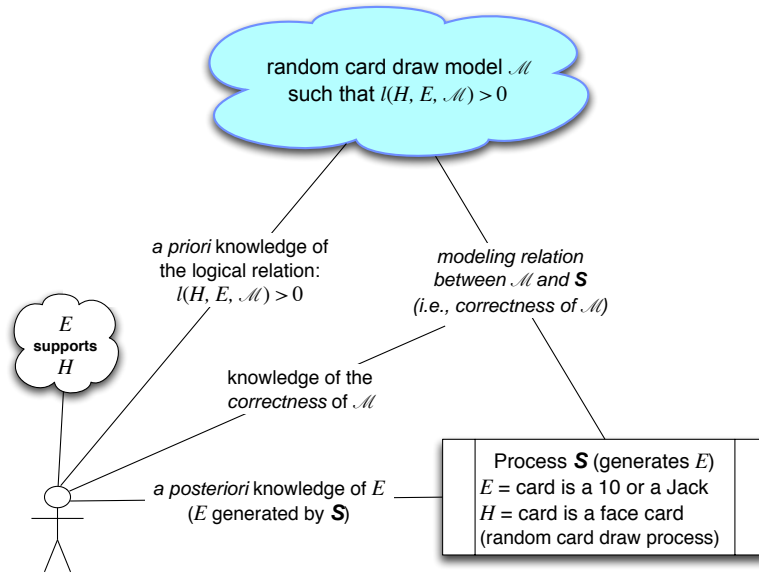 random card draw model ℳ
such that l(H, E, ℳ) > 0
a priori knowledge of
the logical relation:
l(H, E, ℳ) > 0
modeling relation
between ℳ and S
(i.e., correctness of ℳ)
E
supports
H
knowledge of the
correctness of ℳ
a posteriori knowledge of E
(E generated by S)
Process S (generates E)
E = card is a 10 or a Jack
H = card is a face card
(random card draw process)